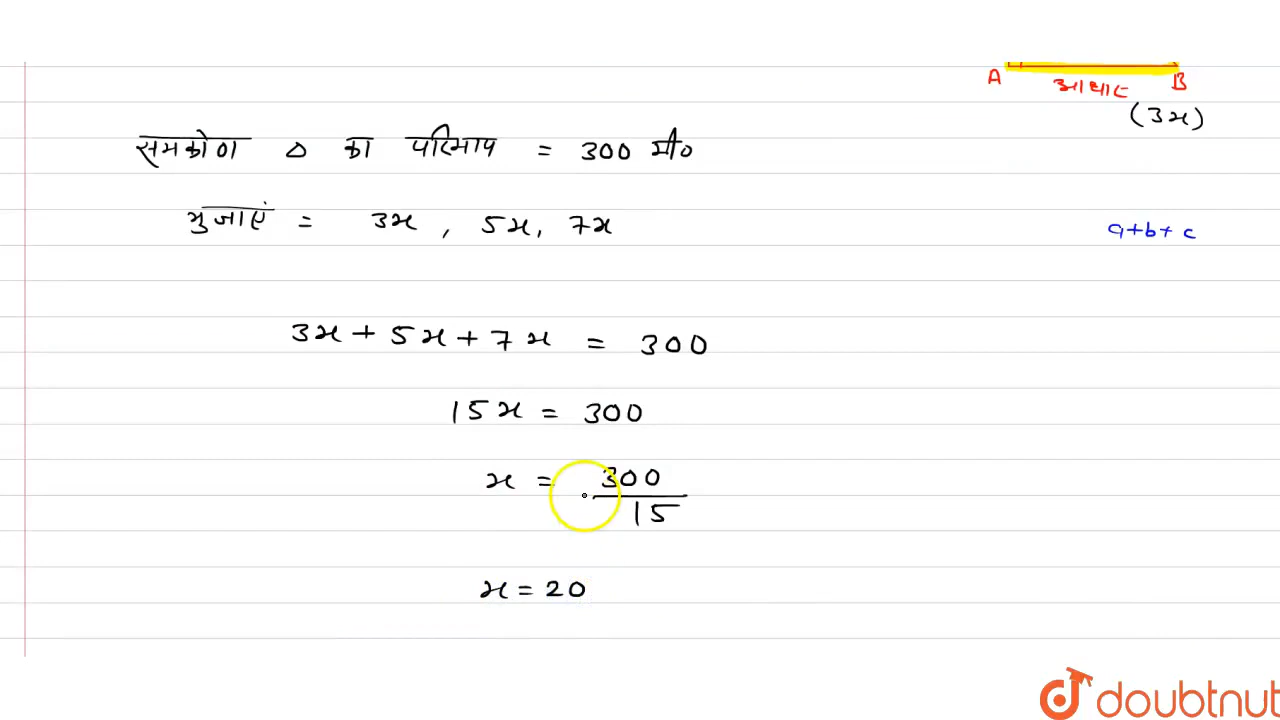 A आधार B
(3x)
समकोण △ का परिमाप = 300 मी०
भुजाएं = 3x, 5x, 7x
a+b+c
3x + 5x + 7x = 300
15x = 300
x = 300
15
x = 20
doubtnut